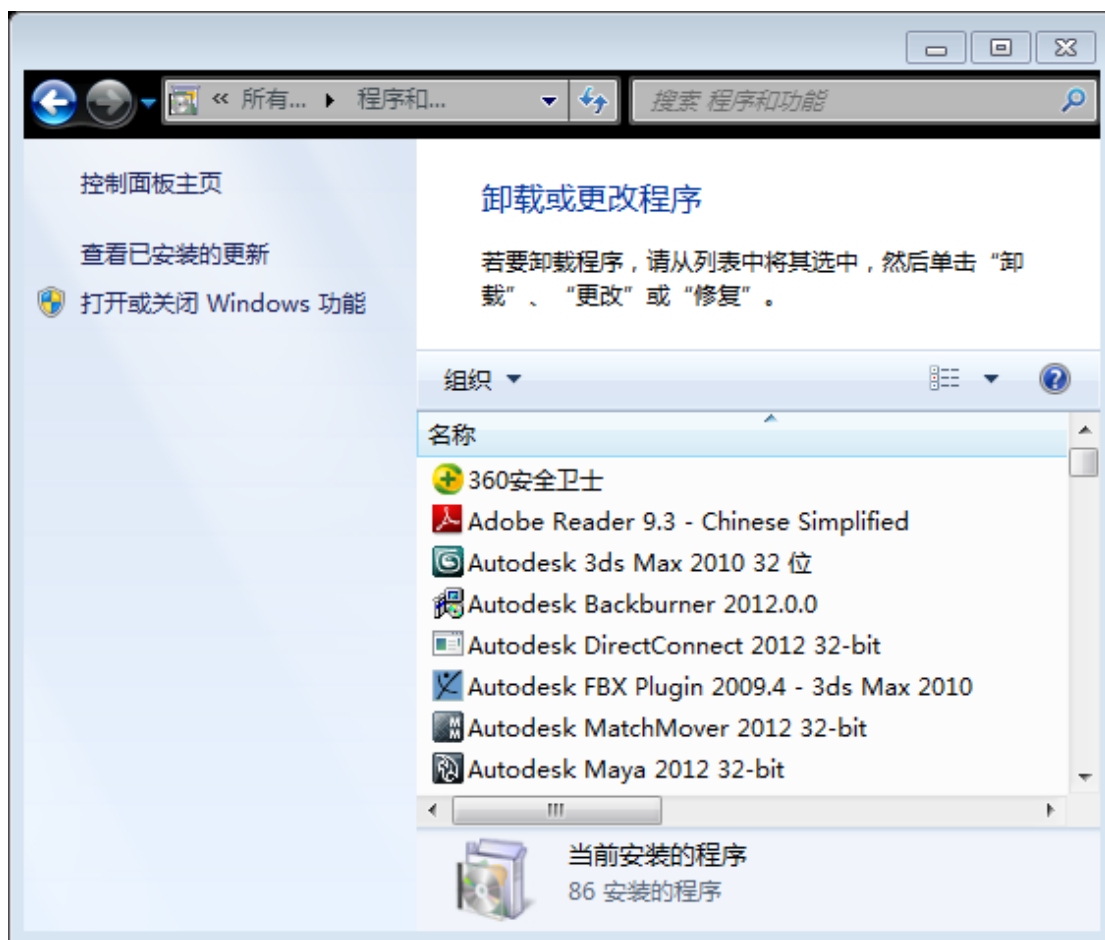 « 所有... ▶ 程序和...
搜索 程序和功能
控制面板主页
查看已安装的更新
打开或关闭 Windows 功能
卸载或更改程序
若要卸载程序，请从列表中将其选中，然后单击“卸
载”、“更改”或“修复”。
组织
名称
360安全卫士
Adobe Reader 9.3 - Chinese Simplified
Autodesk 3ds Max 2010 32 位
Autodesk Backburner 2012.0.0
Autodesk DirectConnect 2012 32-bit
Autodesk FBX Plugin 2009.4 - 3ds Max 2010
Autodesk MatchMover 2012 32-bit
Autodesk Maya 2012 32-bit
当前安装的程序
86 安装的程序